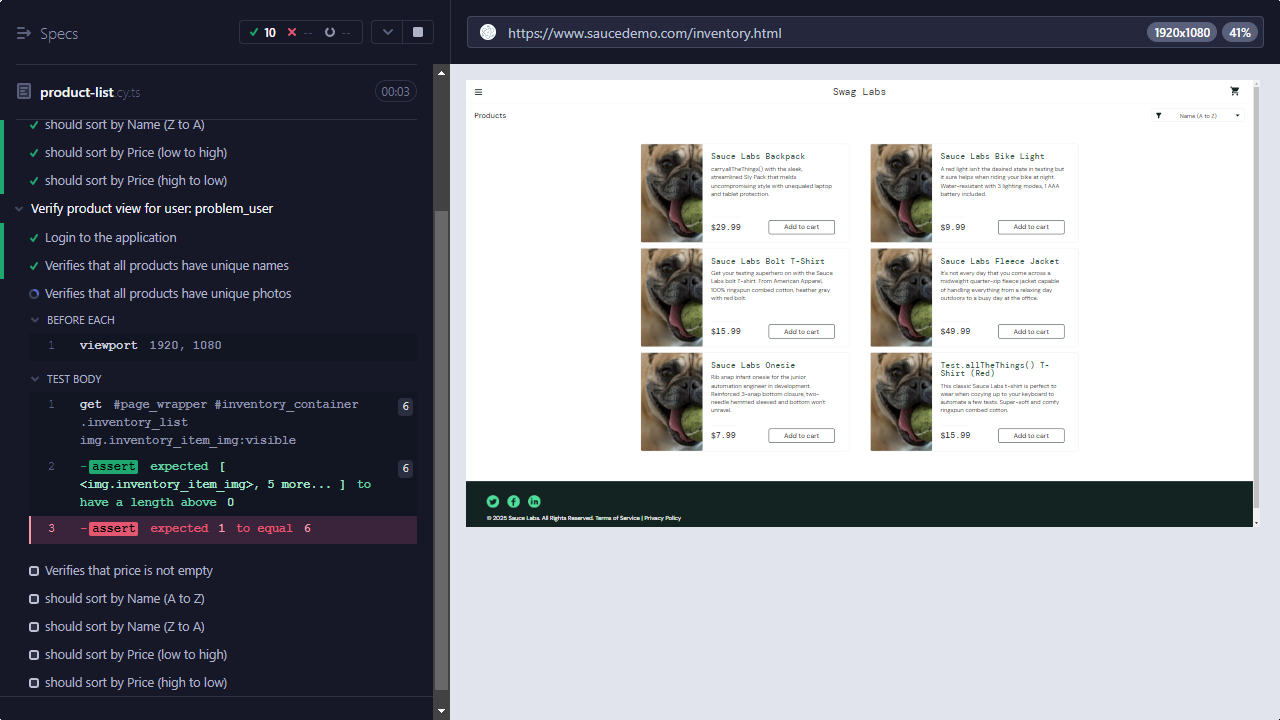 Specs
10
--
--
product-list.cy.ts
00:03
should sort by Name (Z to A)
should sort by Price (low to high)
should sort by Price (high to low)
Verify product view for user: problem_user
Login to the application
Verifies that all products have unique names
Verifies that all products have unique photos
BEFORE EACH
1 viewport 1920, 1080
TEST BODY
1 get #page_wrapper #inventory_container 6
.inventory_list
img.inventory_item_img:visible
2 -assert expected [ 6
<img.inventory_item_img>, 5 more... ] to
have a length above 0
3 -assert expected 1 to equal 6
Verifies that price is not empty
should sort by Name (A to Z)
should sort by Name (Z to A)
should sort by Price (low to high)
should sort by Price (high to low)
https://www.saucedemo.com/inventory.html
1920x1080
41%
Swag Labs
Products
Name (A to Z)
Sauce Labs Backpack
carry.allTheThings() with the sleek,
streamlined Sly Pack that melds
uncompromising style with unequaled laptop
and tablet protection.
$29.99
Add to cart
Sauce Labs Bike Light
A red light isn't the desired state in testing but
it sure helps when riding your bike at night.
Water-resistant with 3 lighting modes, 1 AAA
battery included.
$9.99
Add to cart
Sauce Labs Bolt T-Shirt
Get your testing superhero on with the Sauce
Labs bolt T-shirt. From American Apparel,
100% ringspun combed cotton, heather gray
with red bolt.
$15.99
Add to cart
Sauce Labs Fleece Jacket
It's not every day that you come across a
midweight quarter-zip fleece jacket capable
of handling everything from a relaxing day
outdoors to a busy day at the office.
$49.99
Add to cart
Sauce Labs Onesie
Rib snap infant onesie for the junior
automation engineer in development.
Reinforced 3-snap bottom closure, two-
needle hemmed sleeved and bottom won't
unravel.
$7.99
Add to cart
Test.allTheThings() T-
Shirt (Red)
This classic Sauce Labs t-shirt is perfect to
wear when cozying up to your keyboard to
automate a few tests. Super-soft and comfy
ringspun combed cotton.
$15.99
Add to cart
© 2025 Sauce Labs. All Rights Reserved. Terms of Service | Privacy Policy